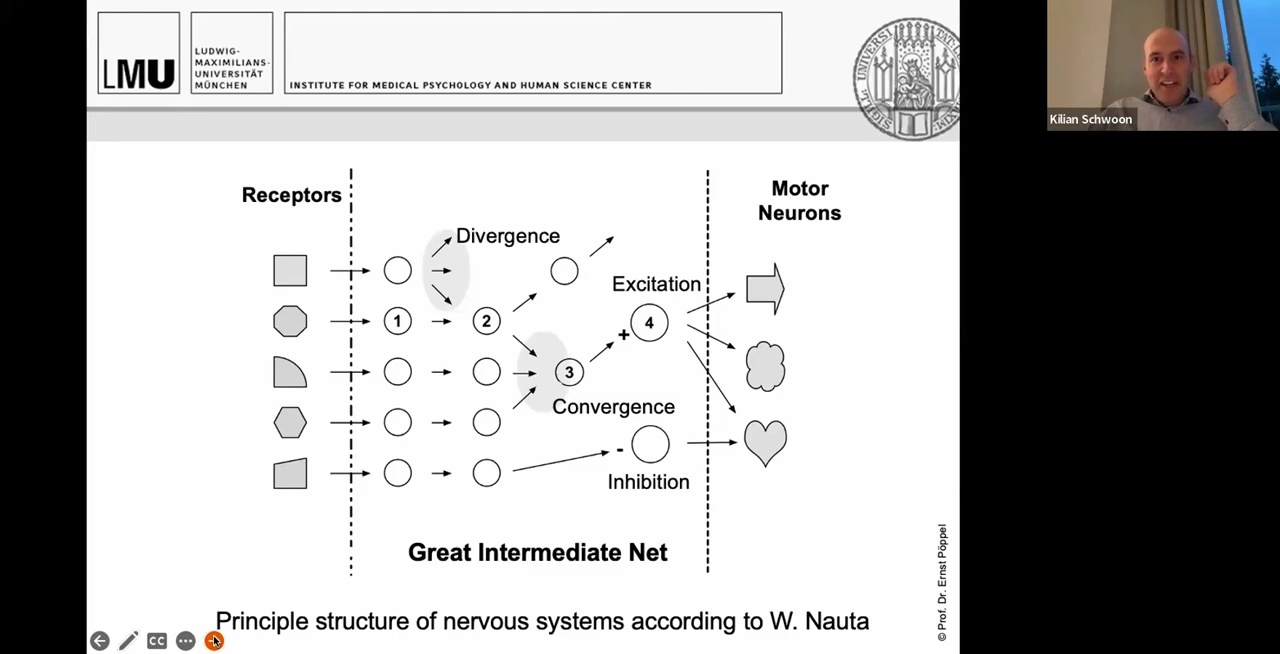 LMU
LUDWIG-
MAXIMILIANS-
UNIVERSITÄT
MÜNCHEN
INSTITUTE FOR MEDICAL PSYCHOLOGY AND HUMAN SCIENCE CENTER
Kilian Schwoon
Receptors
Motor
Neurons
Divergence
Excitation
1
2
+
4
3
Convergence
-
Inhibition
Great Intermediate Net
© Prof. Dr. Ernst Pöppel
Principle structure of nervous systems according to W. Nauta
CC